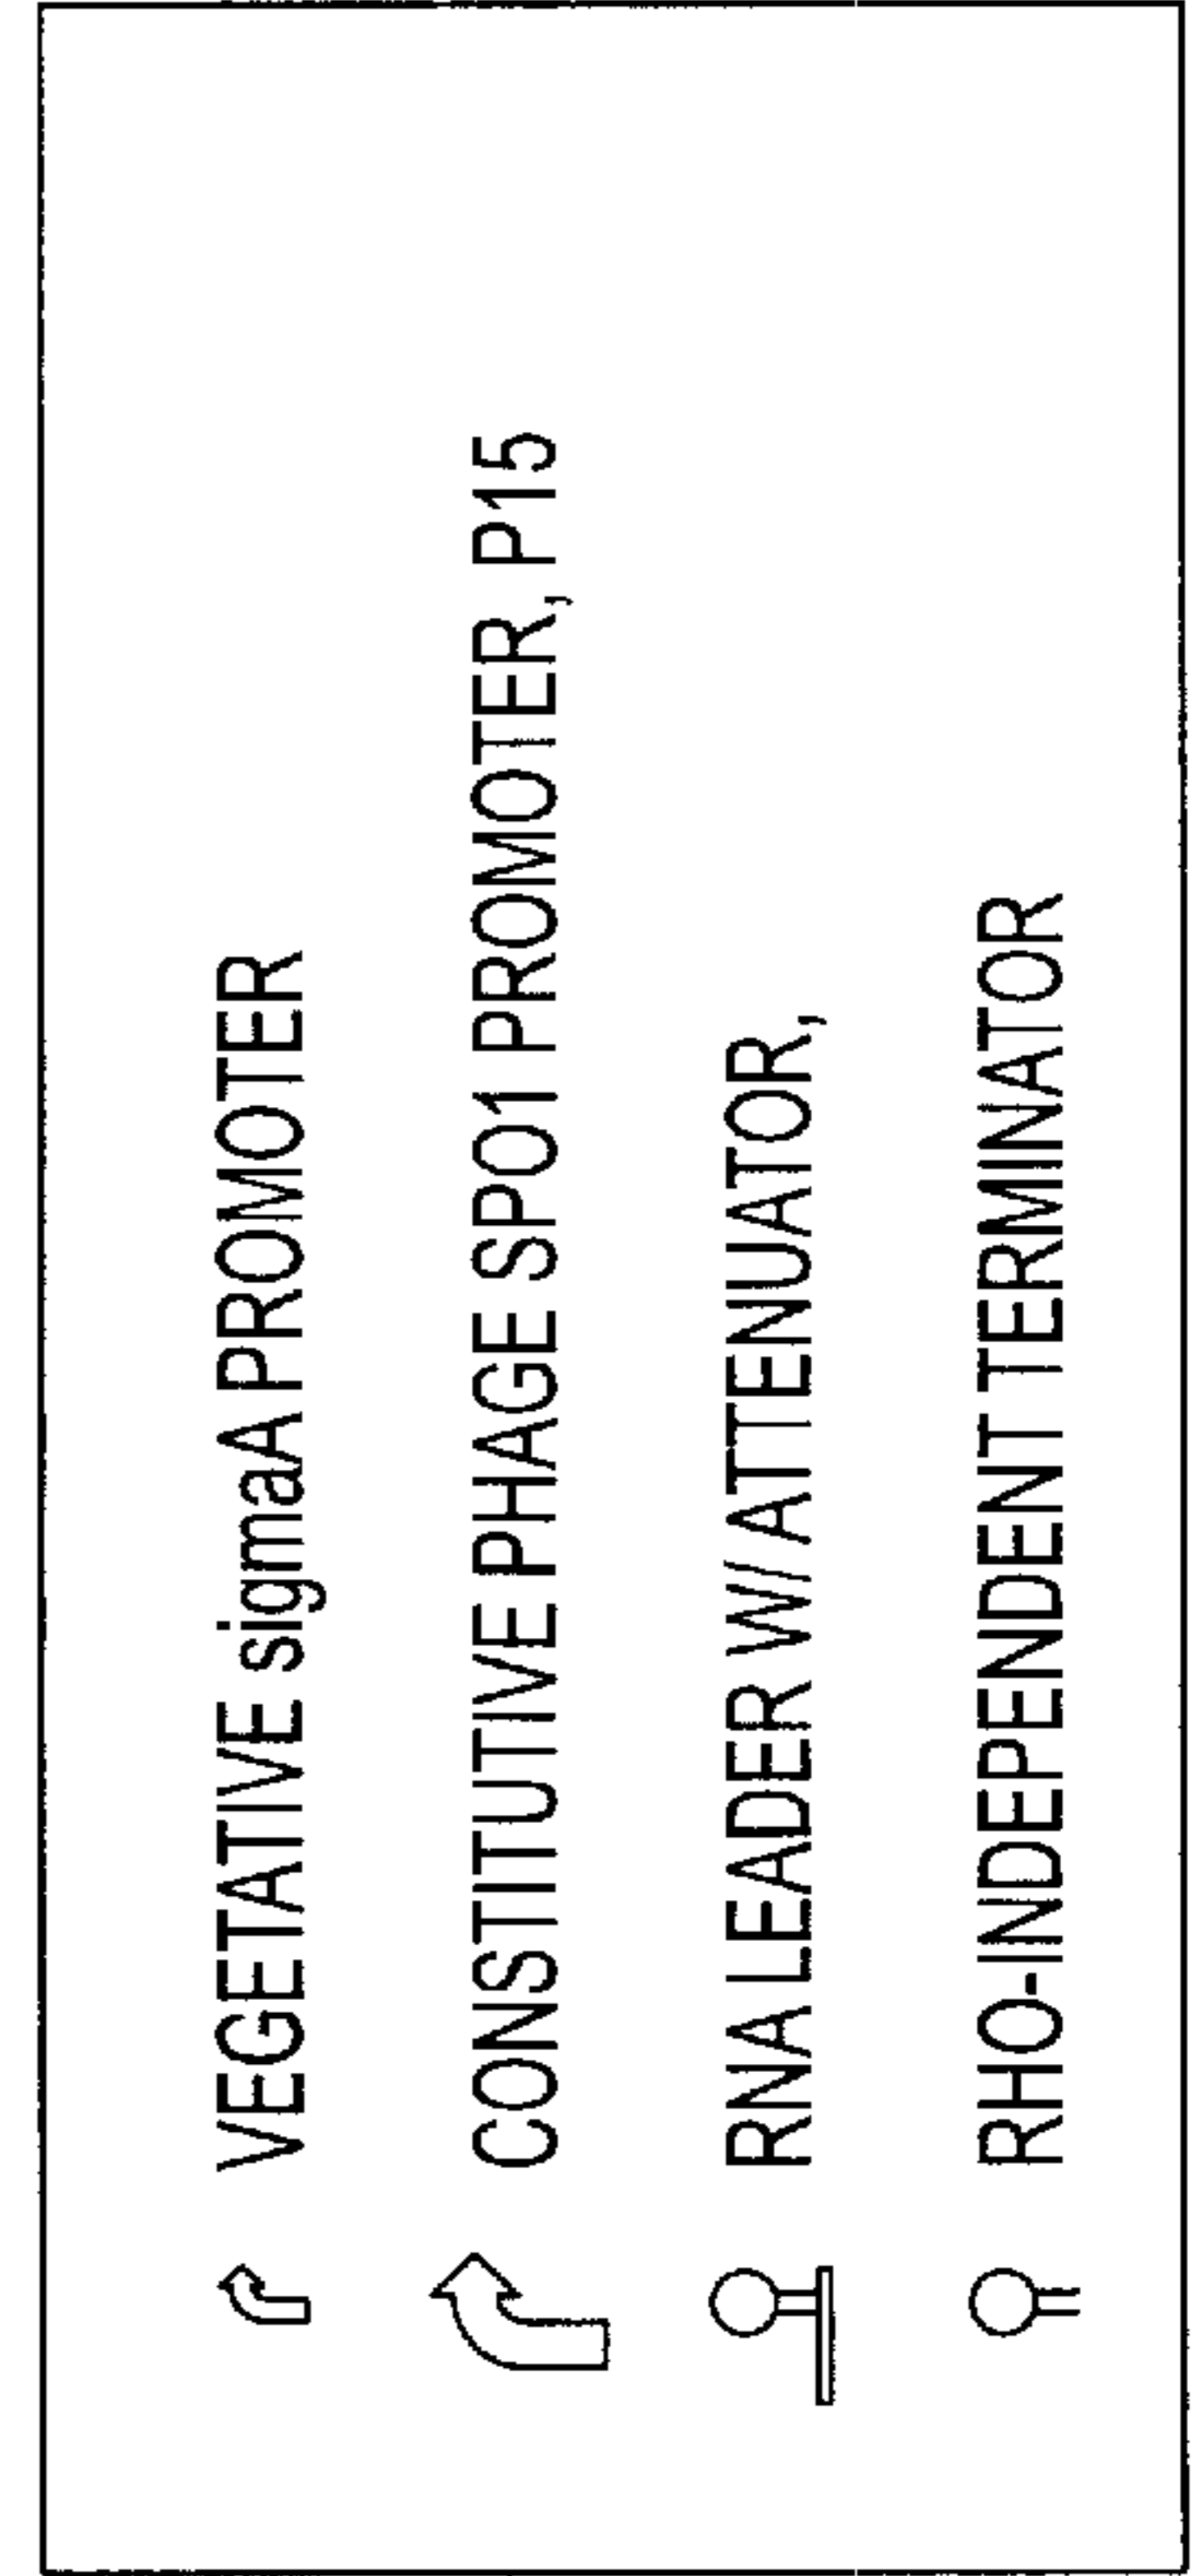 VEGETATIVE sigmaA PROMOTER
CONSTITUTIVE PHAGE SPO1 PROMOTER, P15
RNA LEADER W/ ATTENUATOR,
RHO-INDEPENDENT TERMINATOR